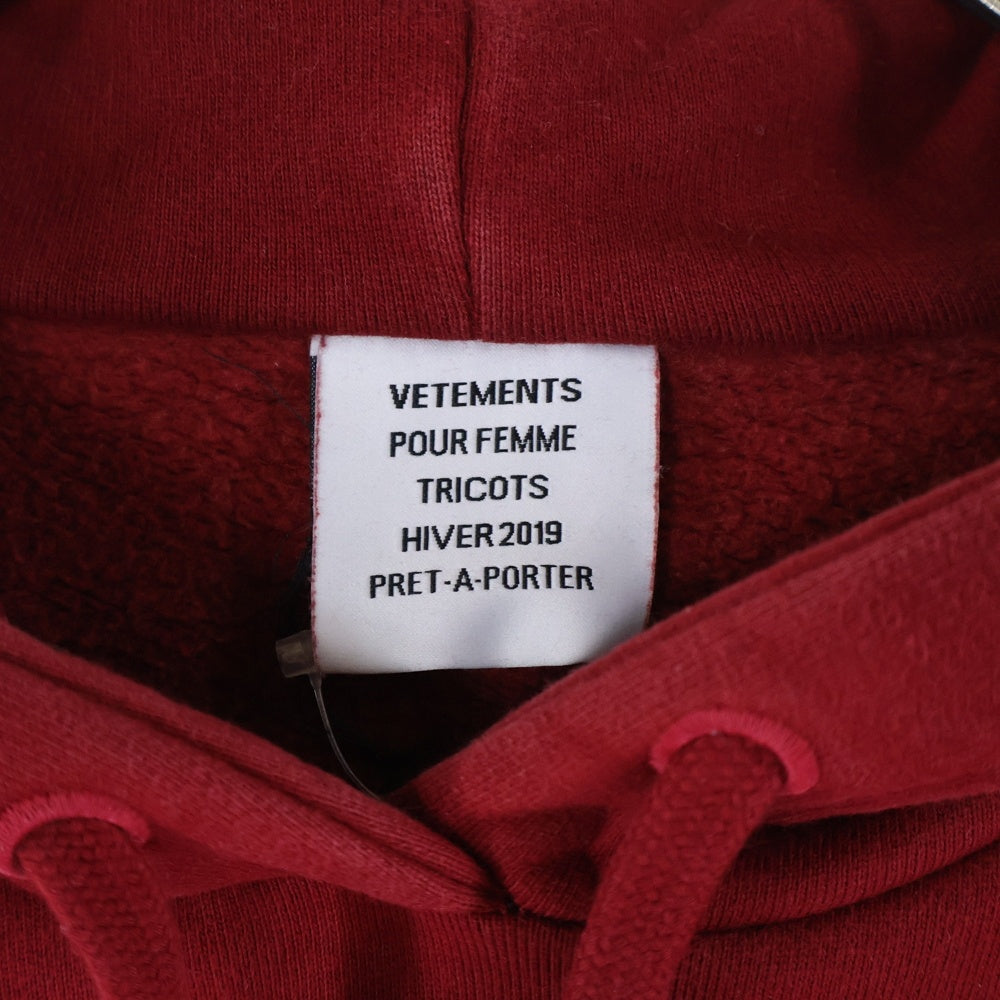 VETEMENTS
POUR FEMME
TRICOTS
HIVER 2019
PRET-A-PORTER